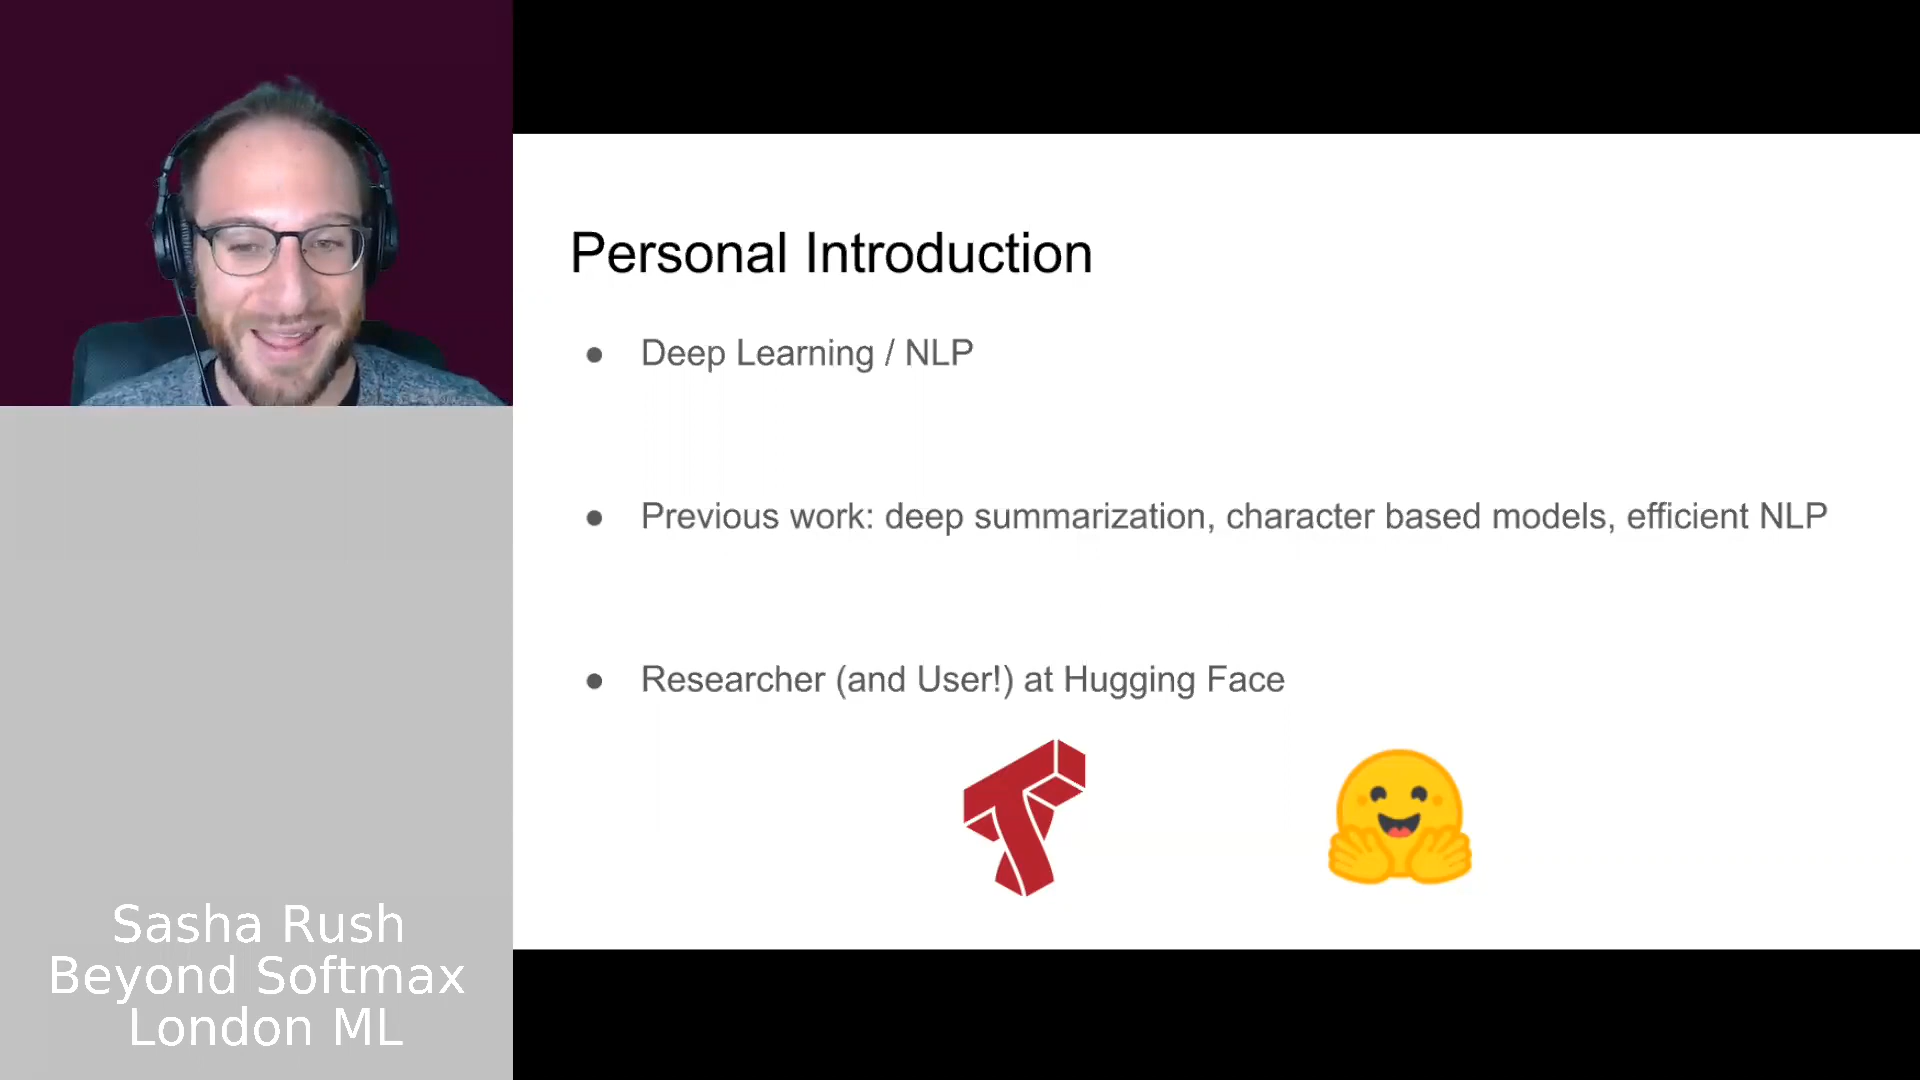 Personal Introduction
● Deep Learning / NLP
● Previous work: deep summarization, character based models, efficient NLP
● Researcher (and User!) at Hugging Face
Sasha Rush
Beyond Softmax
London ML